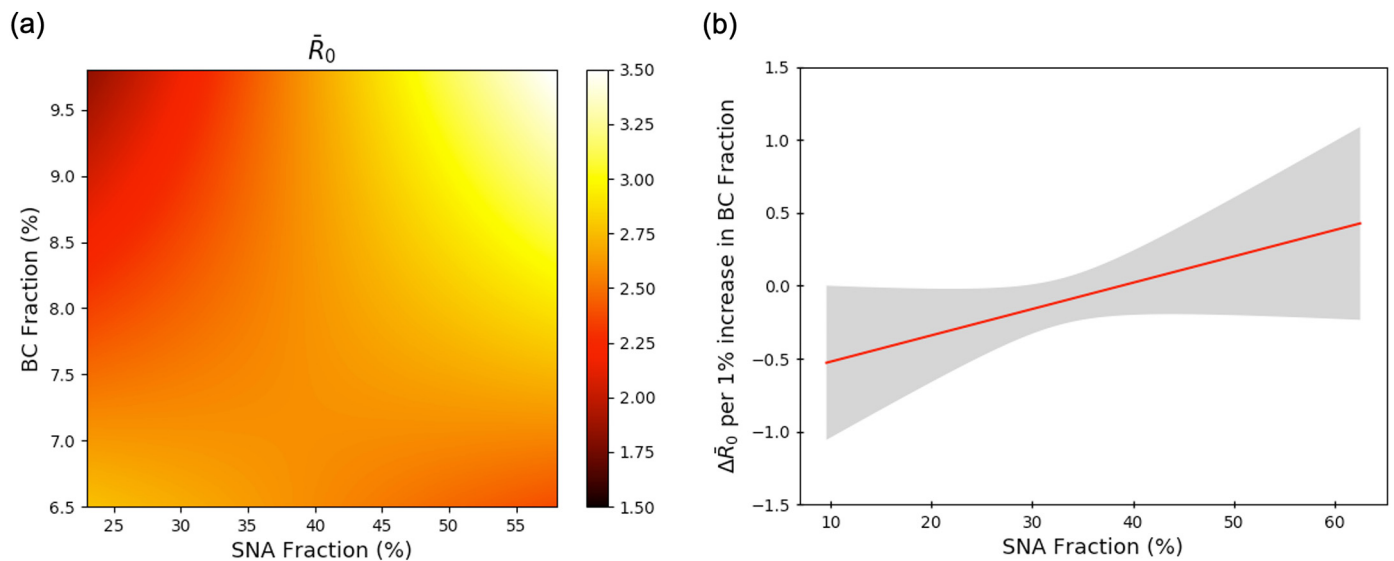 (a)
R̄₀
9.5
9.0
8.5
8.0
7.5
7.0
6.5
BC Fraction (%)
25 30 35 40 45 50 55
SNA Fraction (%)
3.50
3.25
3.00
2.75
2.50
2.25
2.00
1.75
1.50
(b)
1.5
1.0
0.5
0.0
−0.5
−1.0
−1.5
ΔR̄₀ per 1% increase in BC Fraction
10 20 30 40 50 60
SNA Fraction (%)